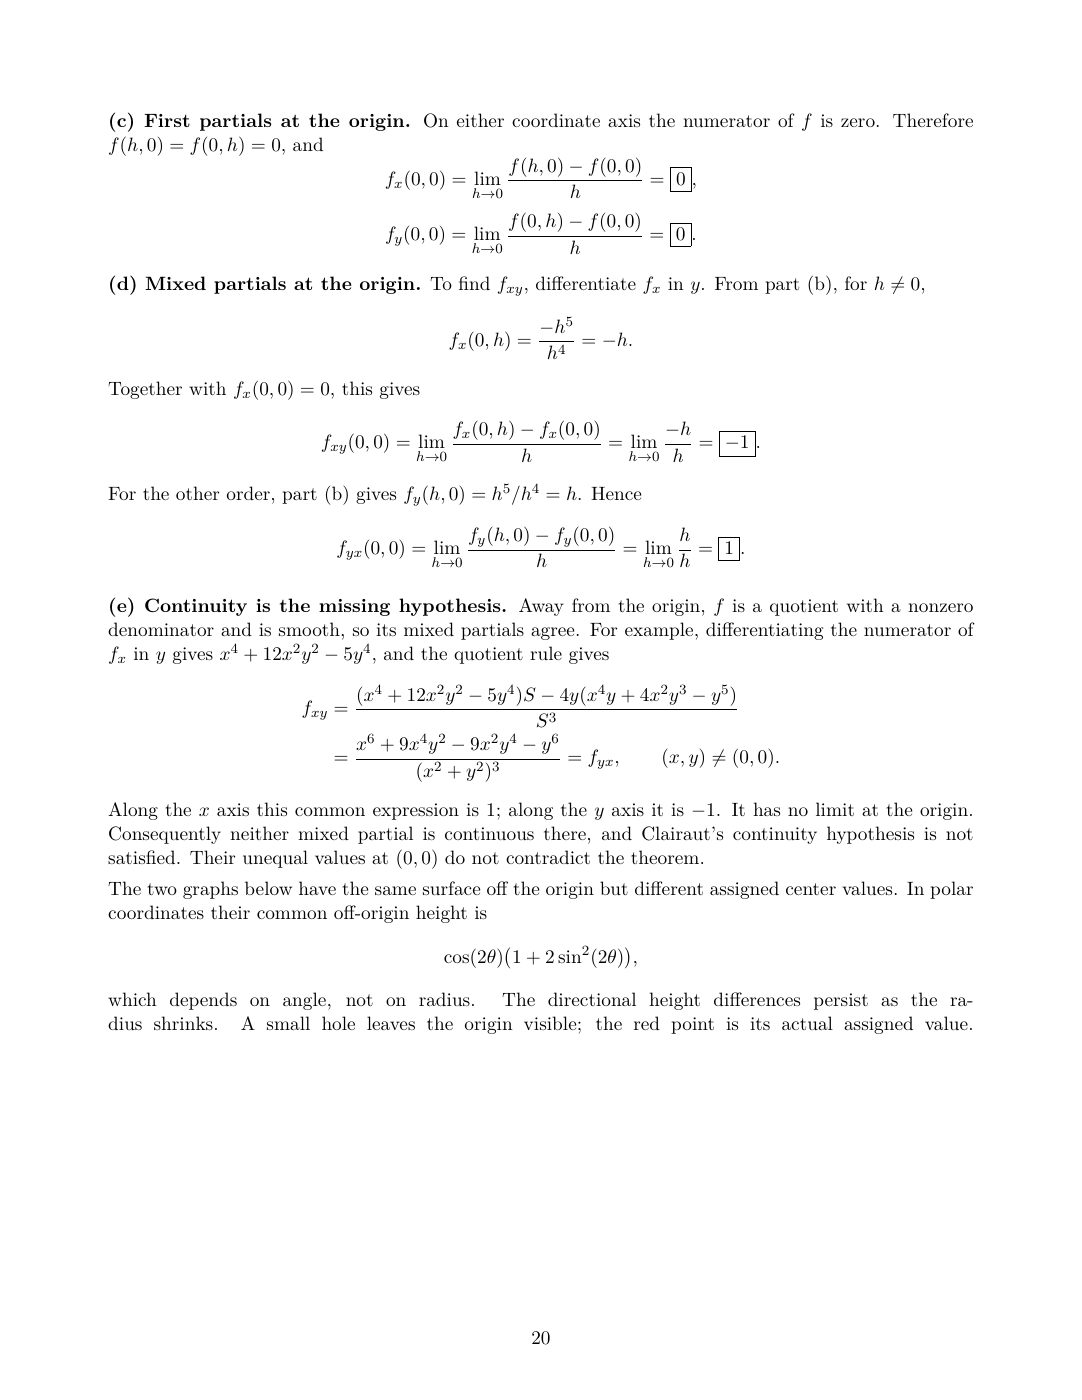 (c) First partials at the origin. On either coordinate axis the numerator of f is zero. Therefore
f(h, 0) = f(0, h) = 0, and
f_x(0, 0) = lim_{h→0} \frac{f(h, 0) − f(0, 0)}{h} = \boxed{0},
f_y(0, 0) = lim_{h→0} \frac{f(0, h) − f(0, 0)}{h} = \boxed{0}.
(d) Mixed partials at the origin. To find f_{xy}, differentiate f_x in y. From part (b), for h ≠ 0,
f_x(0, h) = \frac{−h^5}{h^4} = −h.
Together with f_x(0, 0) = 0, this gives
f_{xy}(0, 0) = lim_{h→0} \frac{f_x(0, h) − f_x(0, 0)}{h} = lim_{h→0} \frac{−h}{h} = \boxed{−1}.
For the other order, part (b) gives f_y(h, 0) = h^5/h^4 = h. Hence
f_{yx}(0, 0) = lim_{h→0} \frac{f_y(h, 0) − f_y(0, 0)}{h} = lim_{h→0} \frac{h}{h} = \boxed{1}.
(e) Continuity is the missing hypothesis. Away from the origin, f is a quotient with a nonzero
denominator and is smooth, so its mixed partials agree. For example, differentiating the numerator of
f_x in y gives x^4 + 12x^2y^2 − 5y^4, and the quotient rule gives
f_{xy} = \frac{(x^4 + 12x^2y^2 − 5y^4)S − 4y(x^4y + 4x^2y^3 − y^5)}{S^3}
= \frac{x^6 + 9x^4y^2 − 9x^2y^4 − y^6}{(x^2 + y^2)^3} = f_{yx}, (x, y) ≠ (0, 0).
Along the x axis this common expression is 1; along the y axis it is −1. It has no limit at the origin.
Consequently neither mixed partial is continuous there, and Clairaut's continuity hypothesis is not
satisfied. Their unequal values at (0, 0) do not contradict the theorem.
The two graphs below have the same surface off the origin but different assigned center values. In polar
coordinates their common off-origin height is
cos(2θ)(1 + 2 sin^2(2θ)),
which depends on angle, not on radius. The directional height differences persist as the ra-
dius shrinks. A small hole leaves the origin visible; the red point is its actual assigned value.
20